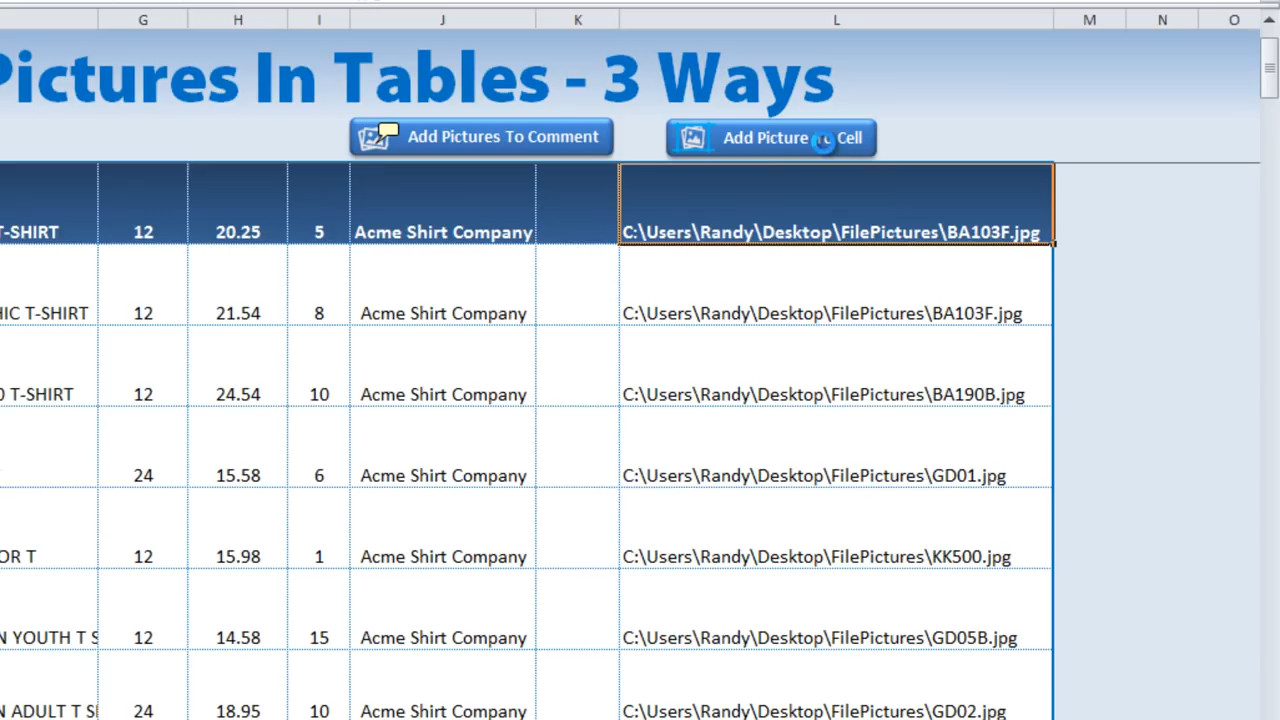 G H I J K L M N O
Pictures In Tables - 3 Ways
Add Pictures To Comment Add Picture Cell
T-SHIRT 12 20.25 5 Acme Shirt Company C:\Users\Randy\Desktop\FilePictures\BA103F.jpg
HIC T-SHIRT 12 21.54 8 Acme Shirt Company C:\Users\Randy\Desktop\FilePictures\BA103F.jpg
0 T-SHIRT 12 24.54 10 Acme Shirt Company C:\Users\Randy\Desktop\FilePictures\BA190B.jpg
24 15.58 6 Acme Shirt Company C:\Users\Randy\Desktop\FilePictures\GD01.jpg
OR T 12 15.98 1 Acme Shirt Company C:\Users\Randy\Desktop\FilePictures\KK500.jpg
N YOUTH T S 12 14.58 15 Acme Shirt Company C:\Users\Randy\Desktop\FilePictures\GD05B.jpg
N ADULT T S 24 18.95 10 Acme Shirt Company C:\Users\Randy\Desktop\FilePictures\GD02.jpg